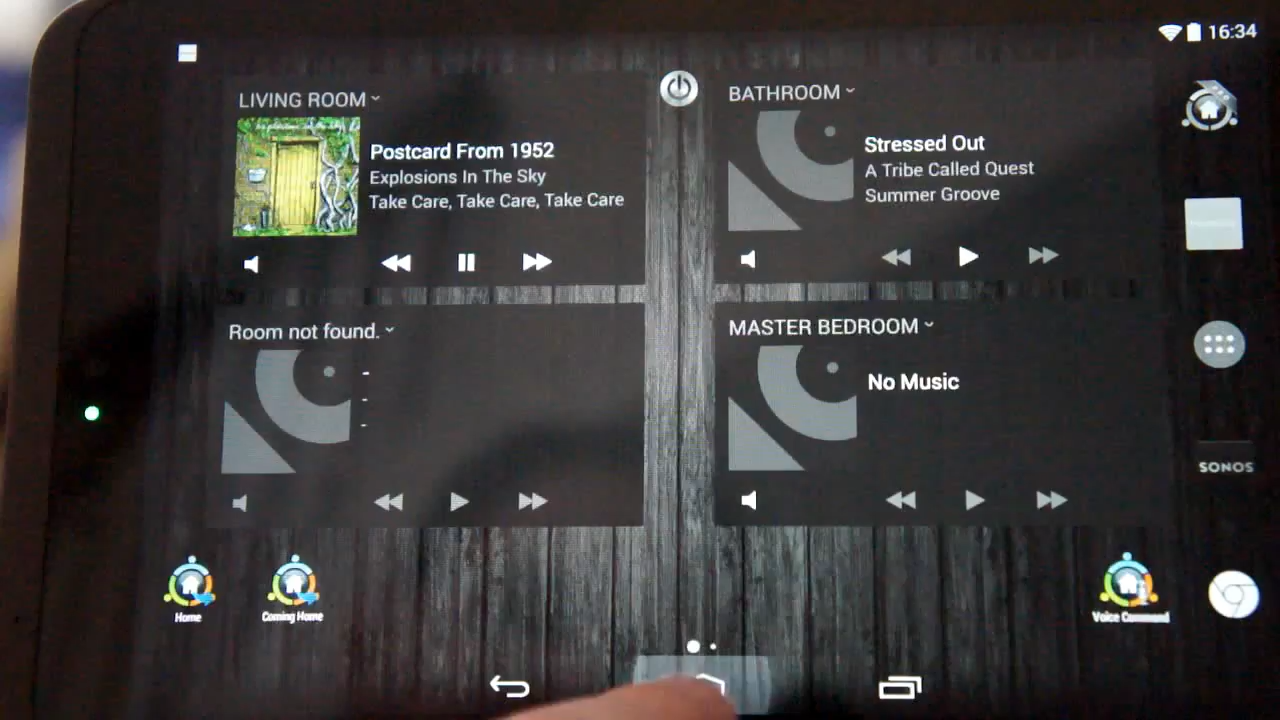 16:34
LIVING ROOM
Postcard From 1952
Explosions In The Sky
Take Care, Take Care, Take Care
BATHROOM
Stressed Out
A Tribe Called Quest
Summer Groove
Room not found.
-
-
-
MASTER BEDROOM
No Music
SONOS
Home
Coming Home
Voice Command